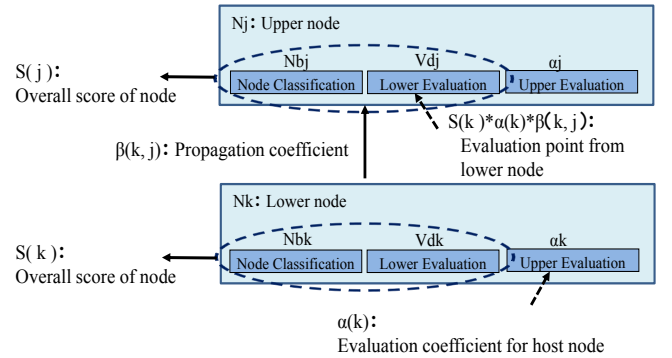 Nj: Upper node
Nbj Vdj αj
Node Classification Lower Evaluation Upper Evaluation
S( j ):
Overall score of node
S(k )*α(k)*β(k, j):
Evaluation point from
lower node
β(k, j): Propagation coefficient
Nk: Lower node
Nbk Vdk αk
Node Classification Lower Evaluation Upper Evaluation
S( k ):
Overall score of node
α(k):
Evaluation coefficient for host node